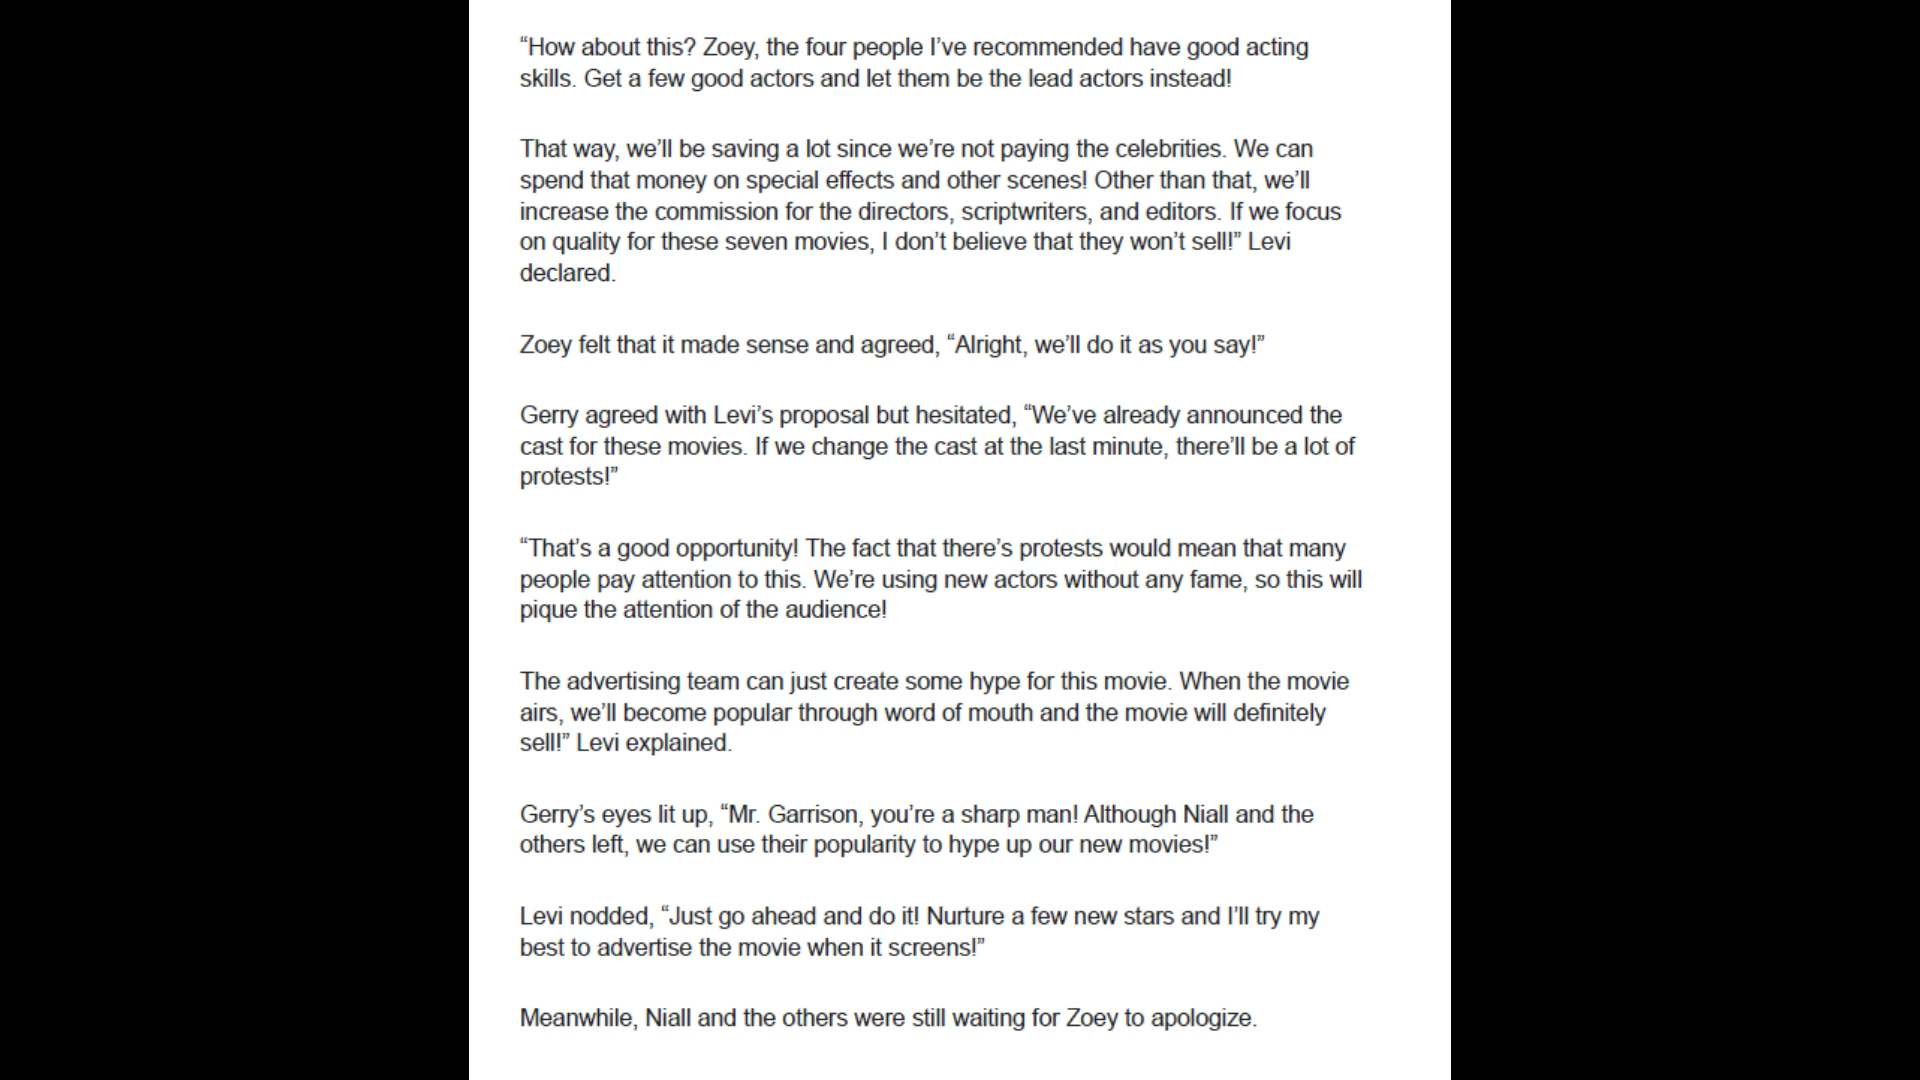 “How about this? Zoey, the four people I’ve recommended have good acting
skills. Get a few good actors and let them be the lead actors instead!
That way, we’ll be saving a lot since we’re not paying the celebrities. We can
spend that money on special effects and other scenes! Other than that, we’ll
increase the commission for the directors, scriptwriters, and editors. If we focus
on quality for these seven movies, I don’t believe that they won’t sell!” Levi
declared.
Zoey felt that it made sense and agreed, “Alright, we’ll do it as you say!”
Gerry agreed with Levi’s proposal but hesitated, “We’ve already announced the
cast for these movies. If we change the cast at the last minute, there’ll be a lot of
protests!”
“That’s a good opportunity! The fact that there’s protests would mean that many
people pay attention to this. We’re using new actors without any fame, so this will
pique the attention of the audience!
The advertising team can just create some hype for this movie. When the movie
airs, we’ll become popular through word of mouth and the movie will definitely
sell!” Levi explained.
Gerry’s eyes lit up, “Mr. Garrison, you’re a sharp man! Although Niall and the
others left, we can use their popularity to hype up our new movies!”
Levi nodded, “Just go ahead and do it! Nurture a few new stars and I’ll try my
best to advertise the movie when it screens!”
Meanwhile, Niall and the others were still waiting for Zoey to apologize.